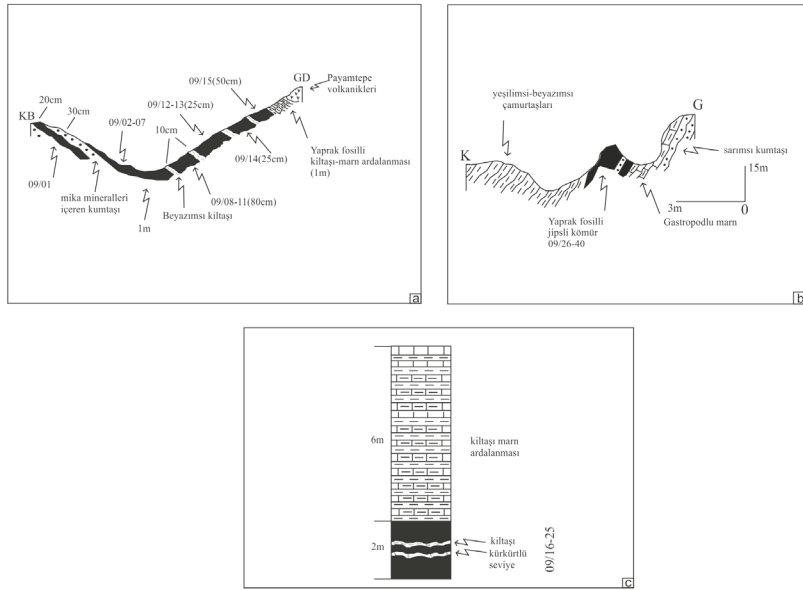 09/15(50cm)
GD
Payamtepe
volkanikleri
20cm
KB
30cm
09/02-07
09/12-13(25cm)
10cm
09/14(25cm)
Yaprak fosilli
kiltaşı-marn ardalanması
(1m)
09/01
mika mineralleri
içeren kumtaşı
1m
Beyazımsı kiltaşı
09/08-11(80cm)
a
yeşilimsi-beyazımsı
çamurtaşları
K
G
sarımsı kumtaşı
15m
3m
0
Yaprak fosilli
jipsli kömür
09/26-40
Gastropodlu marn
b
6m
kiltaşı marn
ardalanması
2m
kiltaşı
kürkürtlü
seviye
09/16-25
c